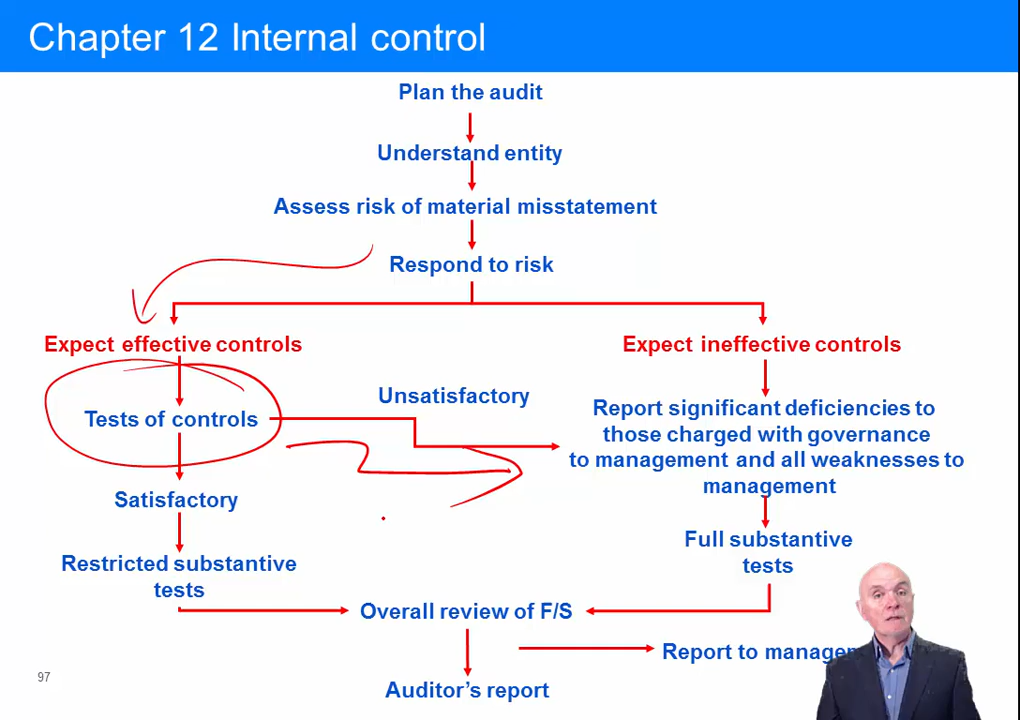 Chapter 12 Internal control
Plan the audit
Understand entity
Assess risk of material misstatement
Respond to risk
Expect effective controls
Expect ineffective controls
Unsatisfactory
Tests of controls
Report significant deficiencies to
those charged with governance
to management and all weaknesses to
management
Satisfactory
Full substantive
tests
Restricted substantive
tests
Overall review of F/S
Report to
97
Auditor's report